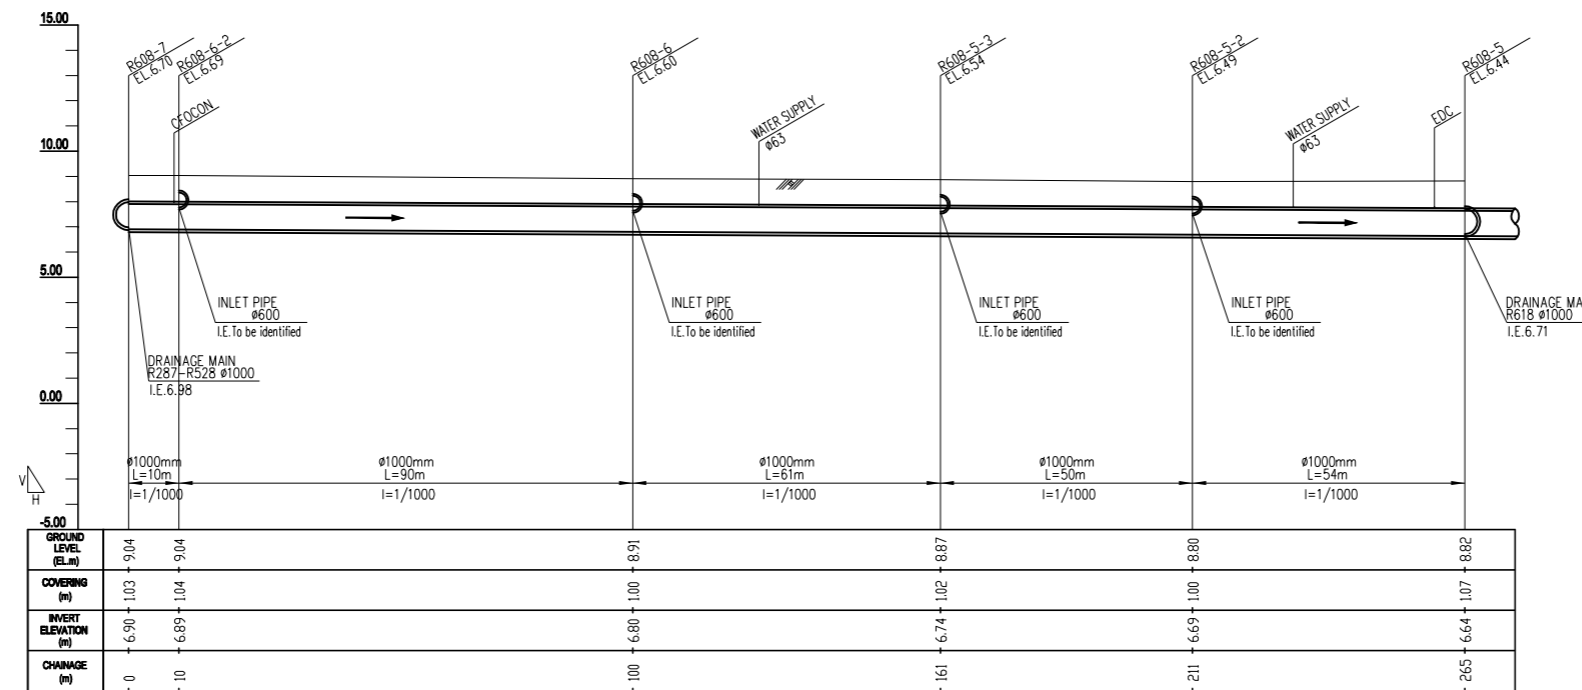 15.00
R608-7
EL.6.70
R608-6-2
EL.6.69
R608-6
EL.6.60
R608-5-3
EL.6.54
R608-5-2
EL.6.49
R608-5
EL.6.44
CFOCON
WATER SUPPLY
ø63
WATER SUPPLY
ø63
EDC
10.00
5.00
INLET PIPE
ø600
I.E.To be identified
INLET PIPE
ø600
I.E.To be identified
INLET PIPE
ø600
I.E.To be identified
INLET PIPE
ø600
I.E.To be identified
DRAINAGE MA
R618 ø1000
I.E.6.71
DRAINAGE MAIN
R287-R528 ø1000
I.E.6.98
0.00
V
H
ø1000mm
L=10m
I=1/1000
ø1000mm
L=90m
I=1/1000
ø1000mm
L=61m
I=1/1000
ø1000mm
L=50m
I=1/1000
ø1000mm
L=54m
I=1/1000
-5.00
GROUND
LEVEL
(EL.m)
9.04 9.04 8.91 8.87 8.80 8.82
COVERING
(m)
1.03 1.04 1.00 1.02 1.00 1.07
INVERT
ELEVATION
(m)
6.90 6.89 6.80 6.74 6.69 6.64
CHAINAGE
(m)
0 10 100 161 211 265